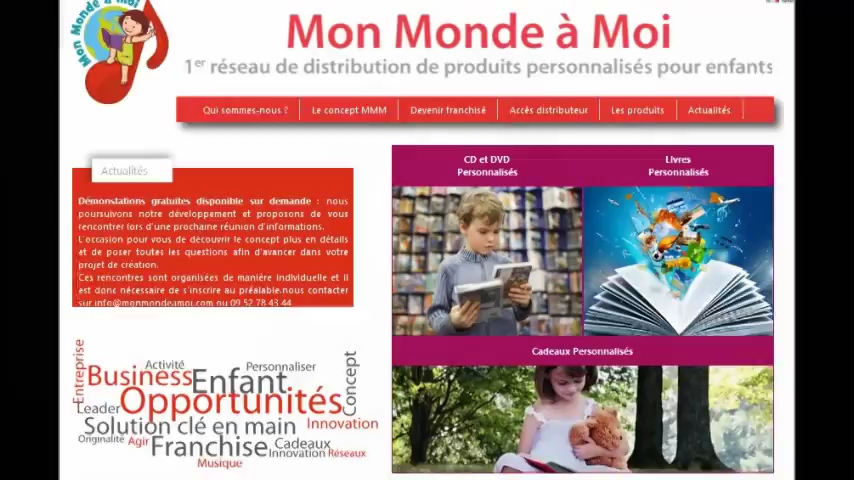 Mon Monde à Moi
Mon Monde à Moi
1er réseau de distribution de produits personnalisés pour enfants
Qui sommes-nous ?
Le concept MMM
Devenir franchisé
Accès distributeur
Les produits
Actualités
Actualités
Démonstations gratuites disponible sur demande : nous
poursuivons notre développement et proposons de vous
rencontrer lors d'une prochaine réunion d'informations.
L'occasion pour vous de découvrir le concept plus en détails
et de poser toutes les questions afin d'avancer dans votre
projet de création.
Ces rencontres sont organisées de manière individuelle et il
est donc nécessaire de s'inscrire au préalable.nous contacter
sur info@monmondeamoi.com ou 09 52 78 43 44
CD et DVD
Personnalisés
Livres
Personnalisés
Cadeaux Personnalisés
Entreprise
Activité
Personnaliser
Business
Enfant
Concept
Leader
Opportunités
Solution clé en main
Innovation
Originalité
Agir
Franchise
Cadeaux
Innovation
Réseaux
Musique